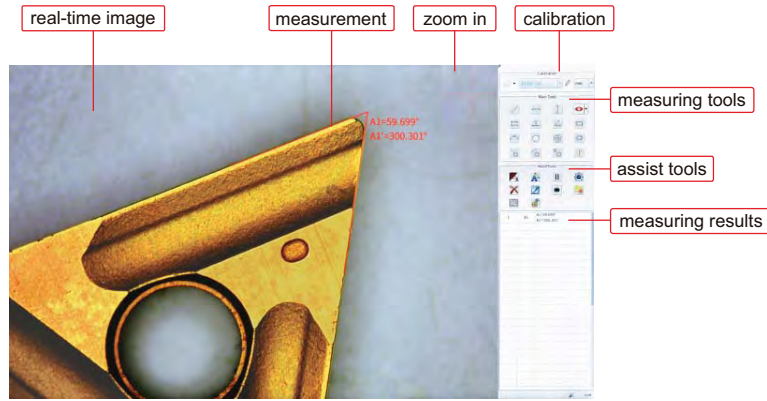 real-time image
measurement
zoom in
calibration
measuring tools
A1=59.699°
A1'=300.301°
assist tools
measuring results